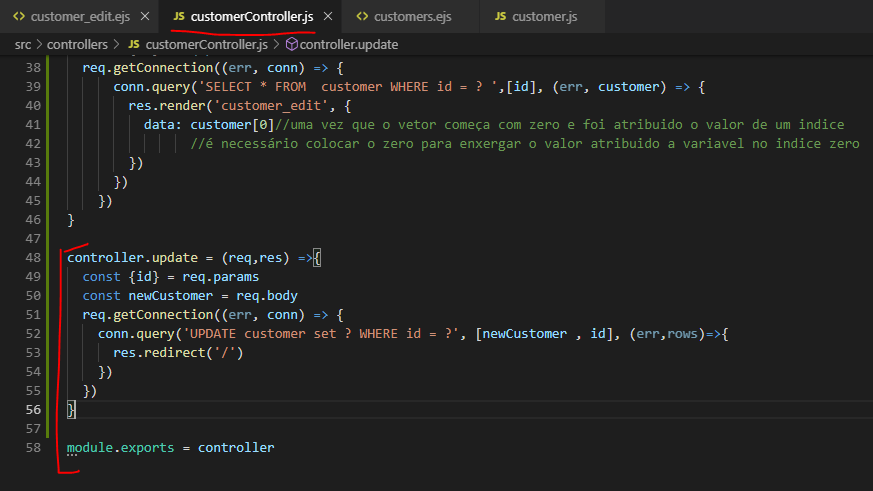 customer_edit.ejs × JS customerController.js × customers.ejs JS customer.js
src > controllers > JS customerController.js > controller.update
38 req.getConnection((err, conn) => {
39 conn.query('SELECT * FROM  customer WHERE id = ? ',[id], (err, customer) => {
40 res.render('customer_edit', {
41 data: customer[0]//uma vez que o vetor começa com zero e foi atribuido o valor de um indice
42 //é necessário colocar o zero para enxergar o valor atribuido a variavel no indice zero
43 })
44 })
45 })
46 }
47
48 controller.update = (req,res) =>{
49 const {id} = req.params
50 const newCustomer = req.body
51 req.getConnection((err, conn) => {
52 conn.query('UPDATE customer set ? WHERE id = ?', [newCustomer , id], (err,rows)=>{
53 res.redirect('/')
54 })
55 })
56 }
57
58 module.exports = controller